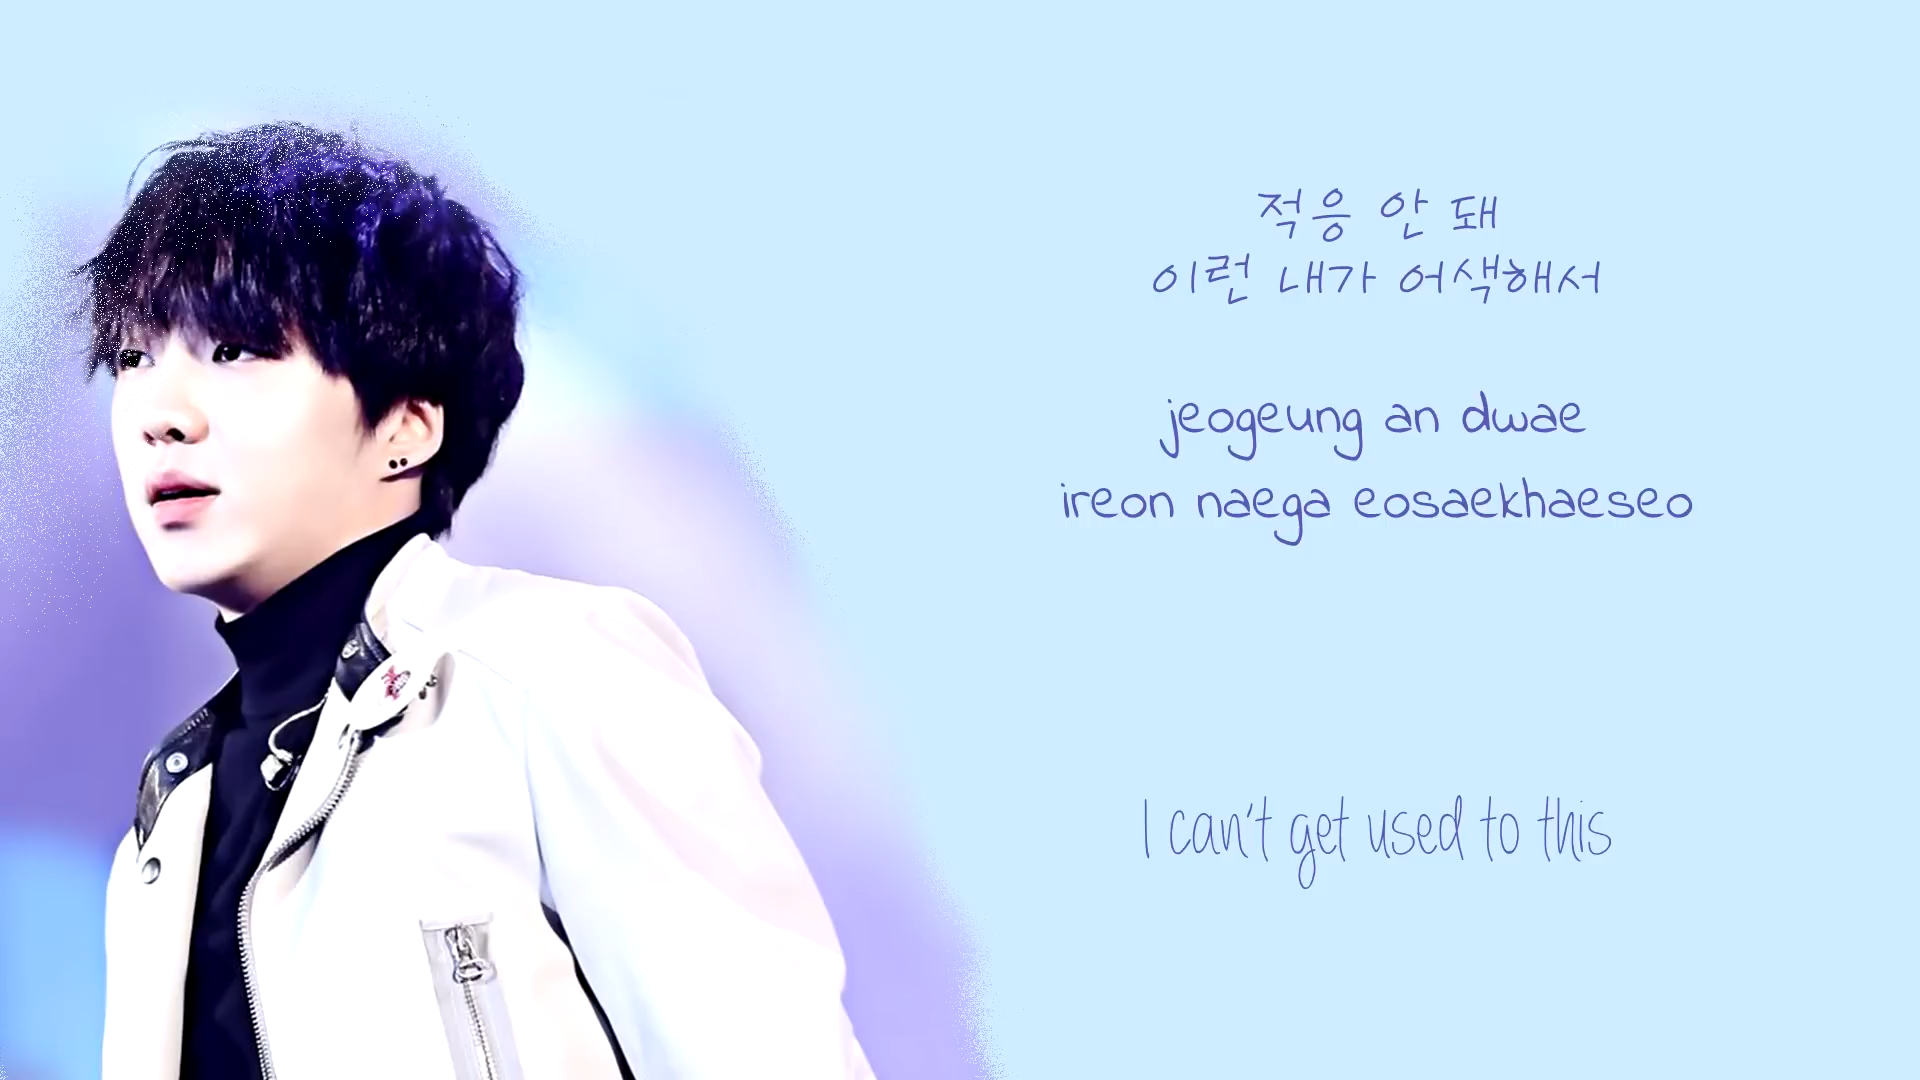 적응 안 돼
이런 내가 어색해서
jeogeung an dwae
ireon naega eosaekhaeseo
I can't get used to this